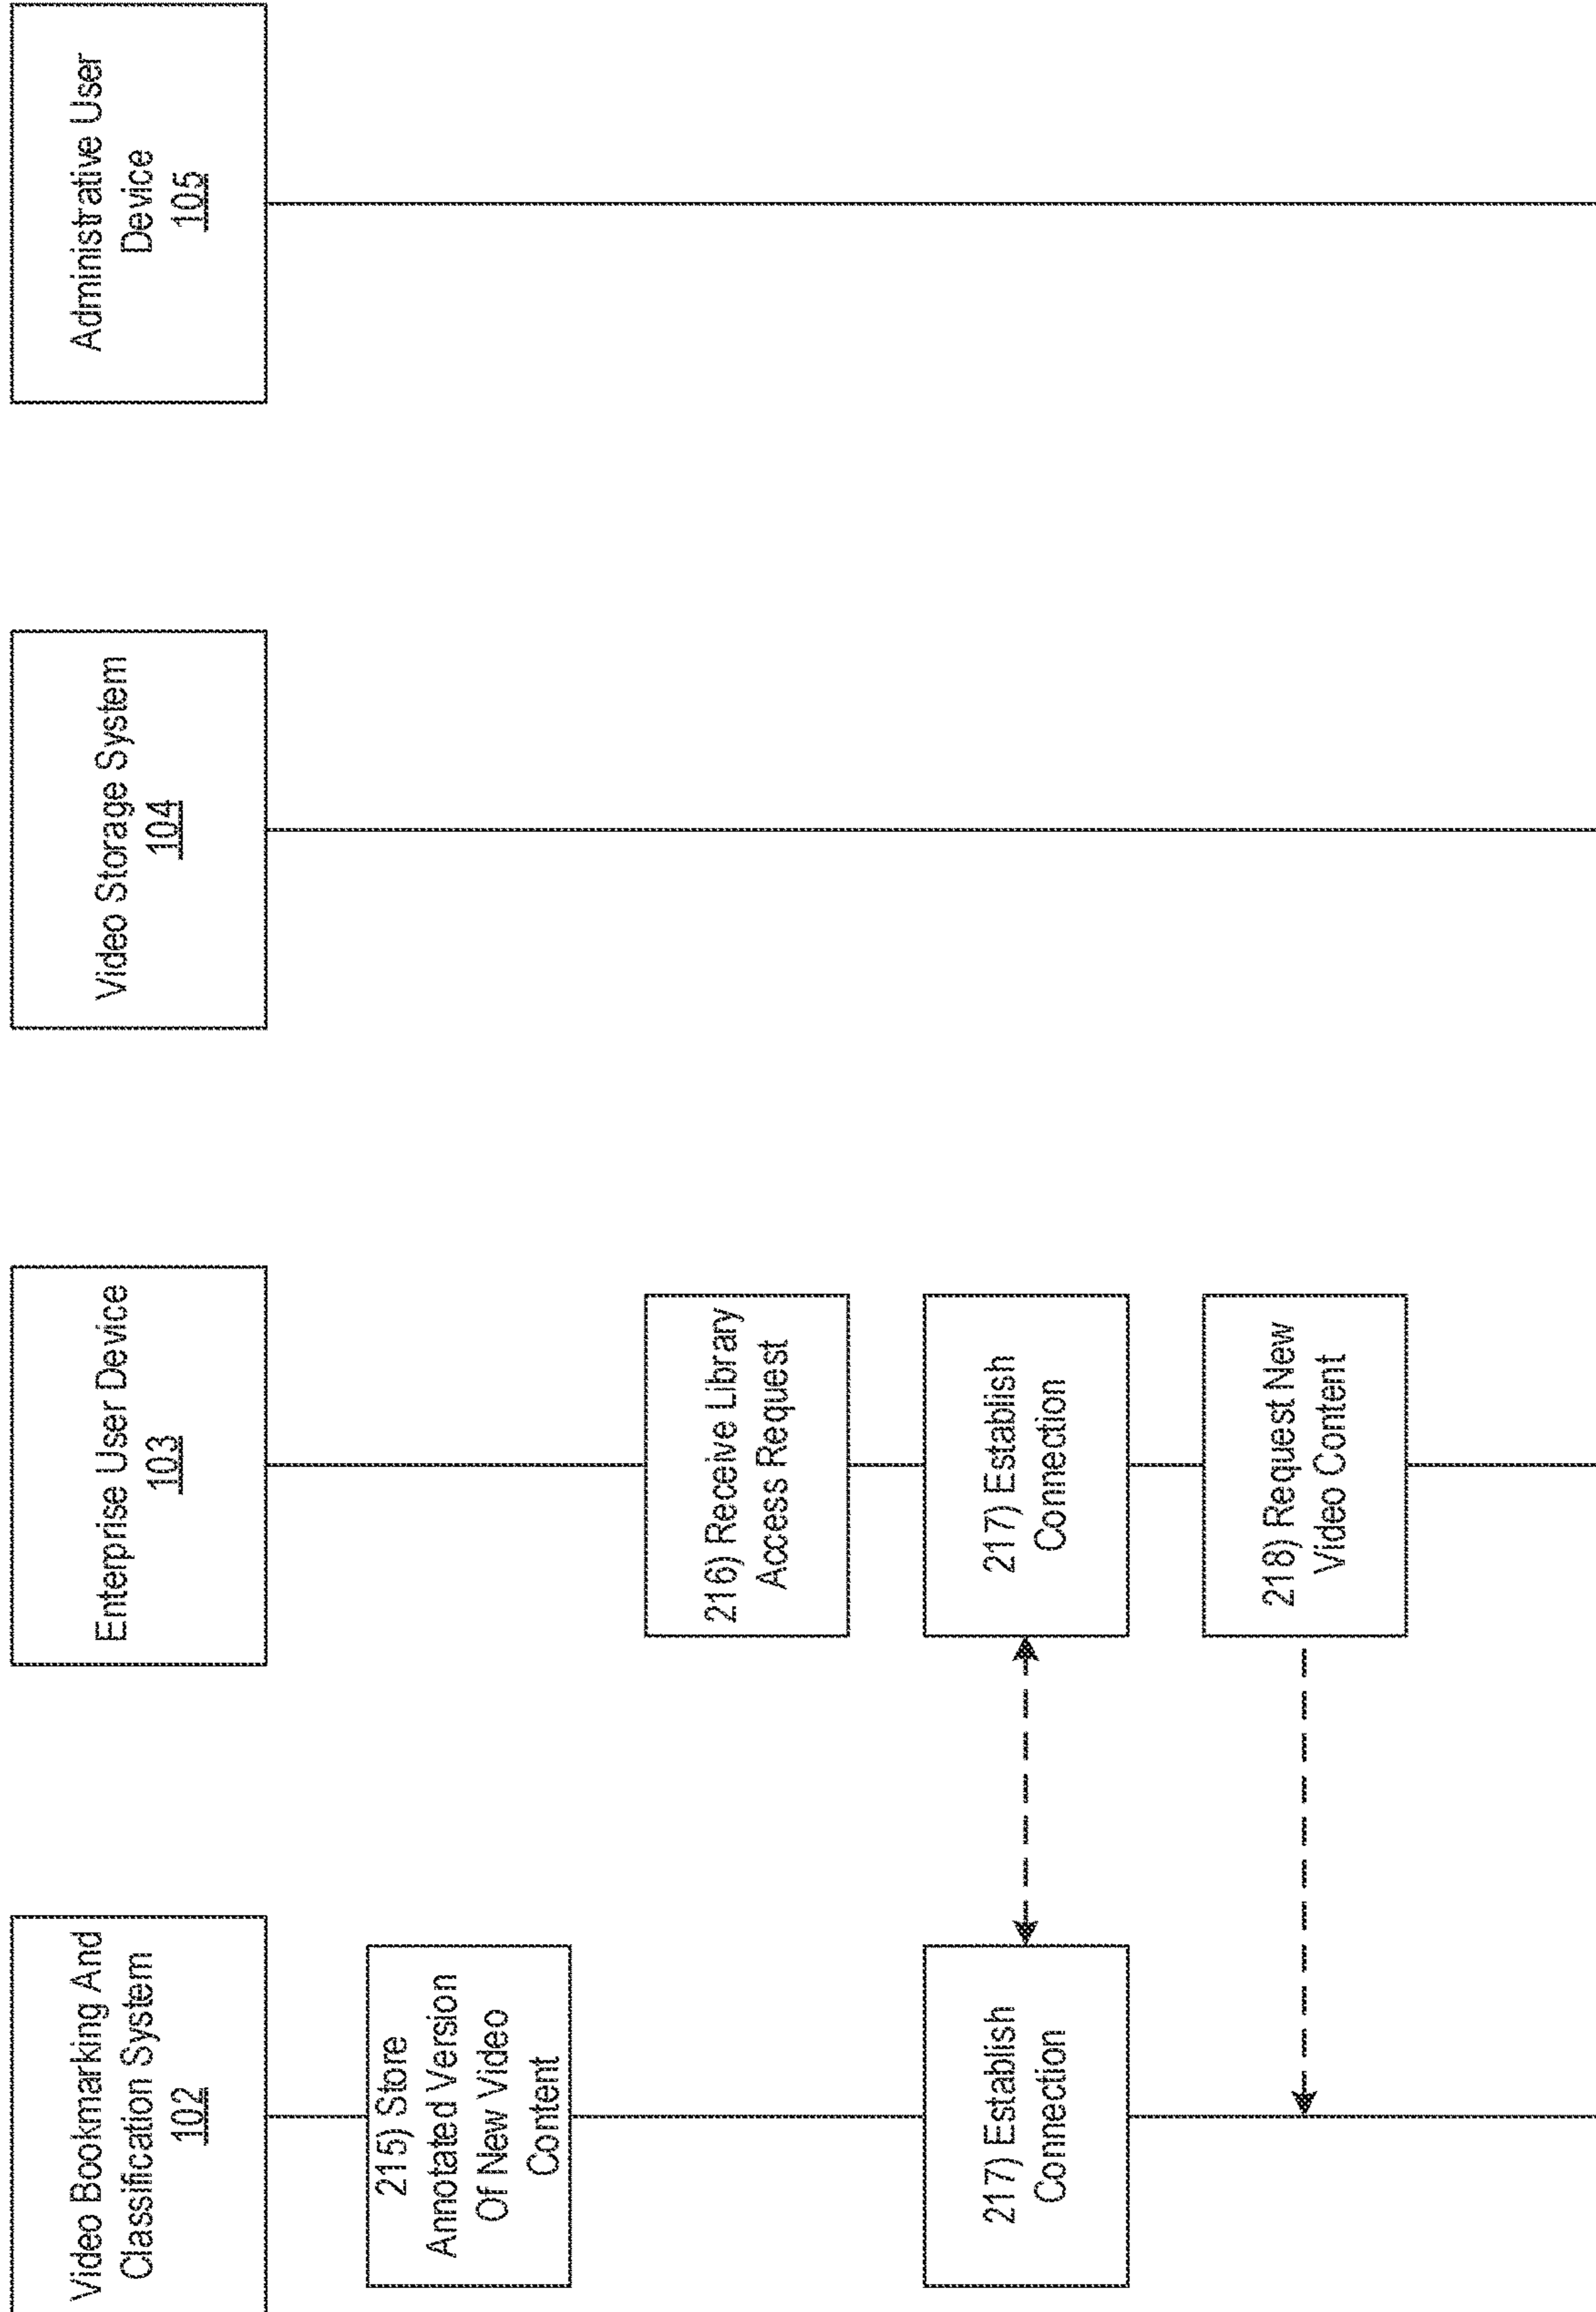 Video Bookmarking And
Classification System
102
Enterprise User Device
103
Video Storage System
104
Administrative User
Device
105
215) Store
Annotated Version
Of New Video
Content
216) Receive Library
Access Request
217) Establish
Connection
217) Establish
Connection
218) Request New
Video Content